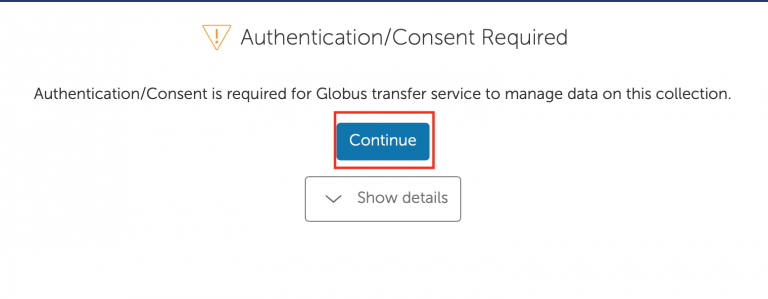 Authentication/Consent Required
Authentication/Consent is required for Globus transfer service to manage data on this collection.
Continue
Show details